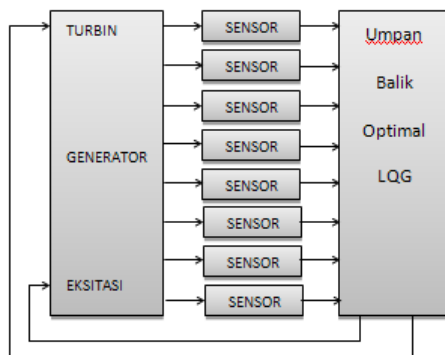 TURBIN
GENERATOR
EKSITASI
SENSOR
SENSOR
SENSOR
SENSOR
SENSOR
SENSOR
SENSOR
SENSOR
Umpan
Balik
Optimal
LQG